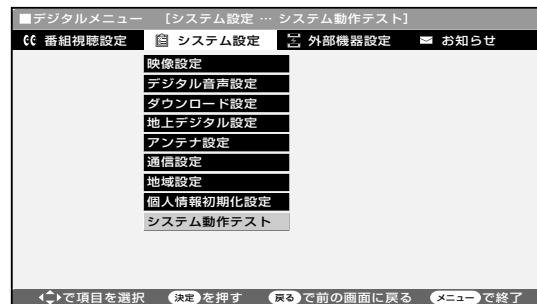 ■デジタルメニュー [システム設定 … システム動作テスト]
番組視聴設定 システム設定 外部機器設定 お知らせ
映像設定
デジタル音声設定
ダウンロード設定
地上デジタル設定
アンテナ設定
通信設定
地域設定
個人情報初期化設定
システム動作テスト
で項目を選択 決定を押す 戻るで前の画面に戻る メニューで終了